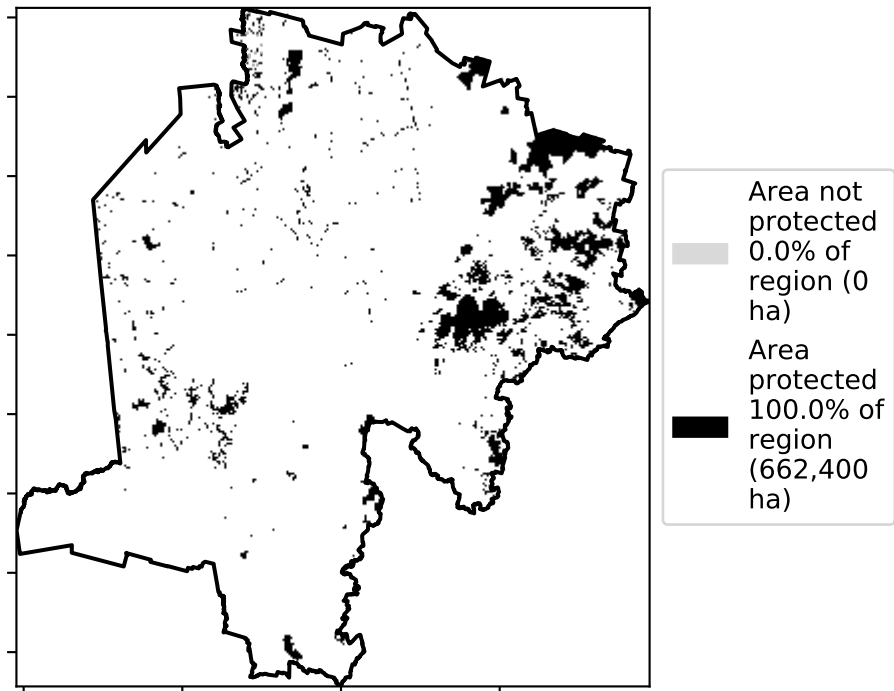 Area not
protected
0.0% of
region (0
ha)
Area
protected
100.0% of
region
(662,400
ha)